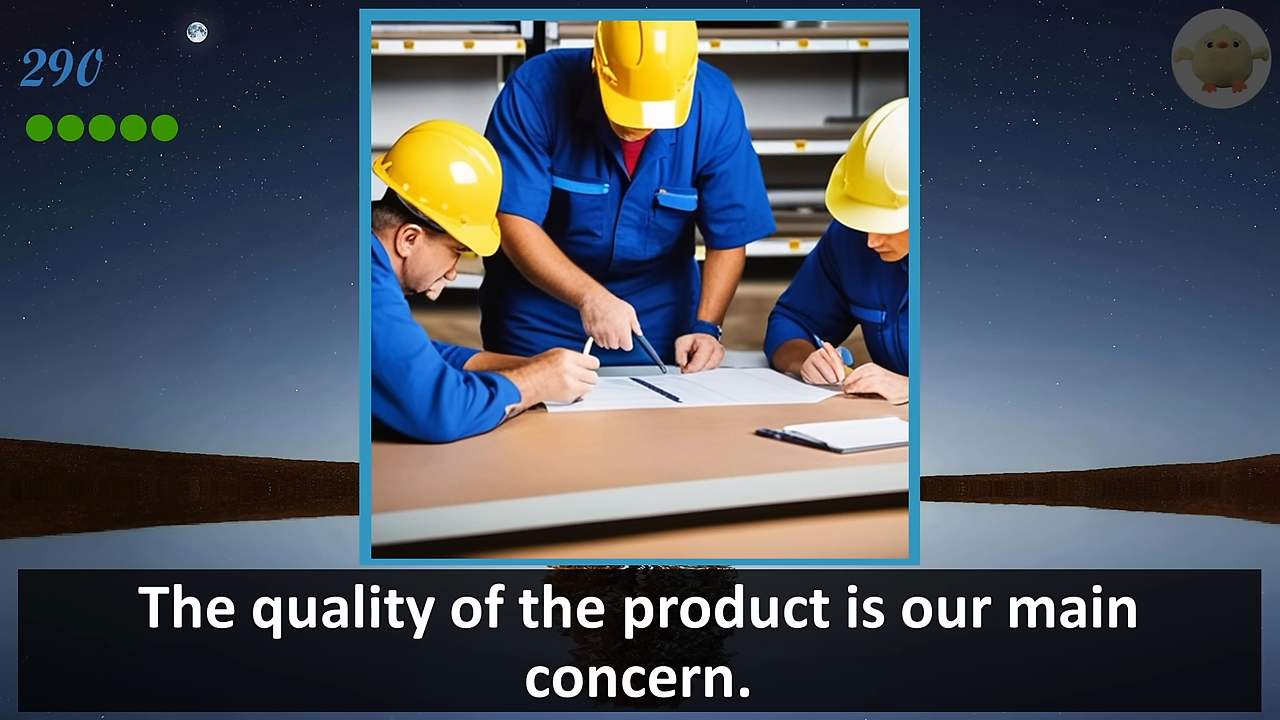 290
The quality of the product is our main
concern.